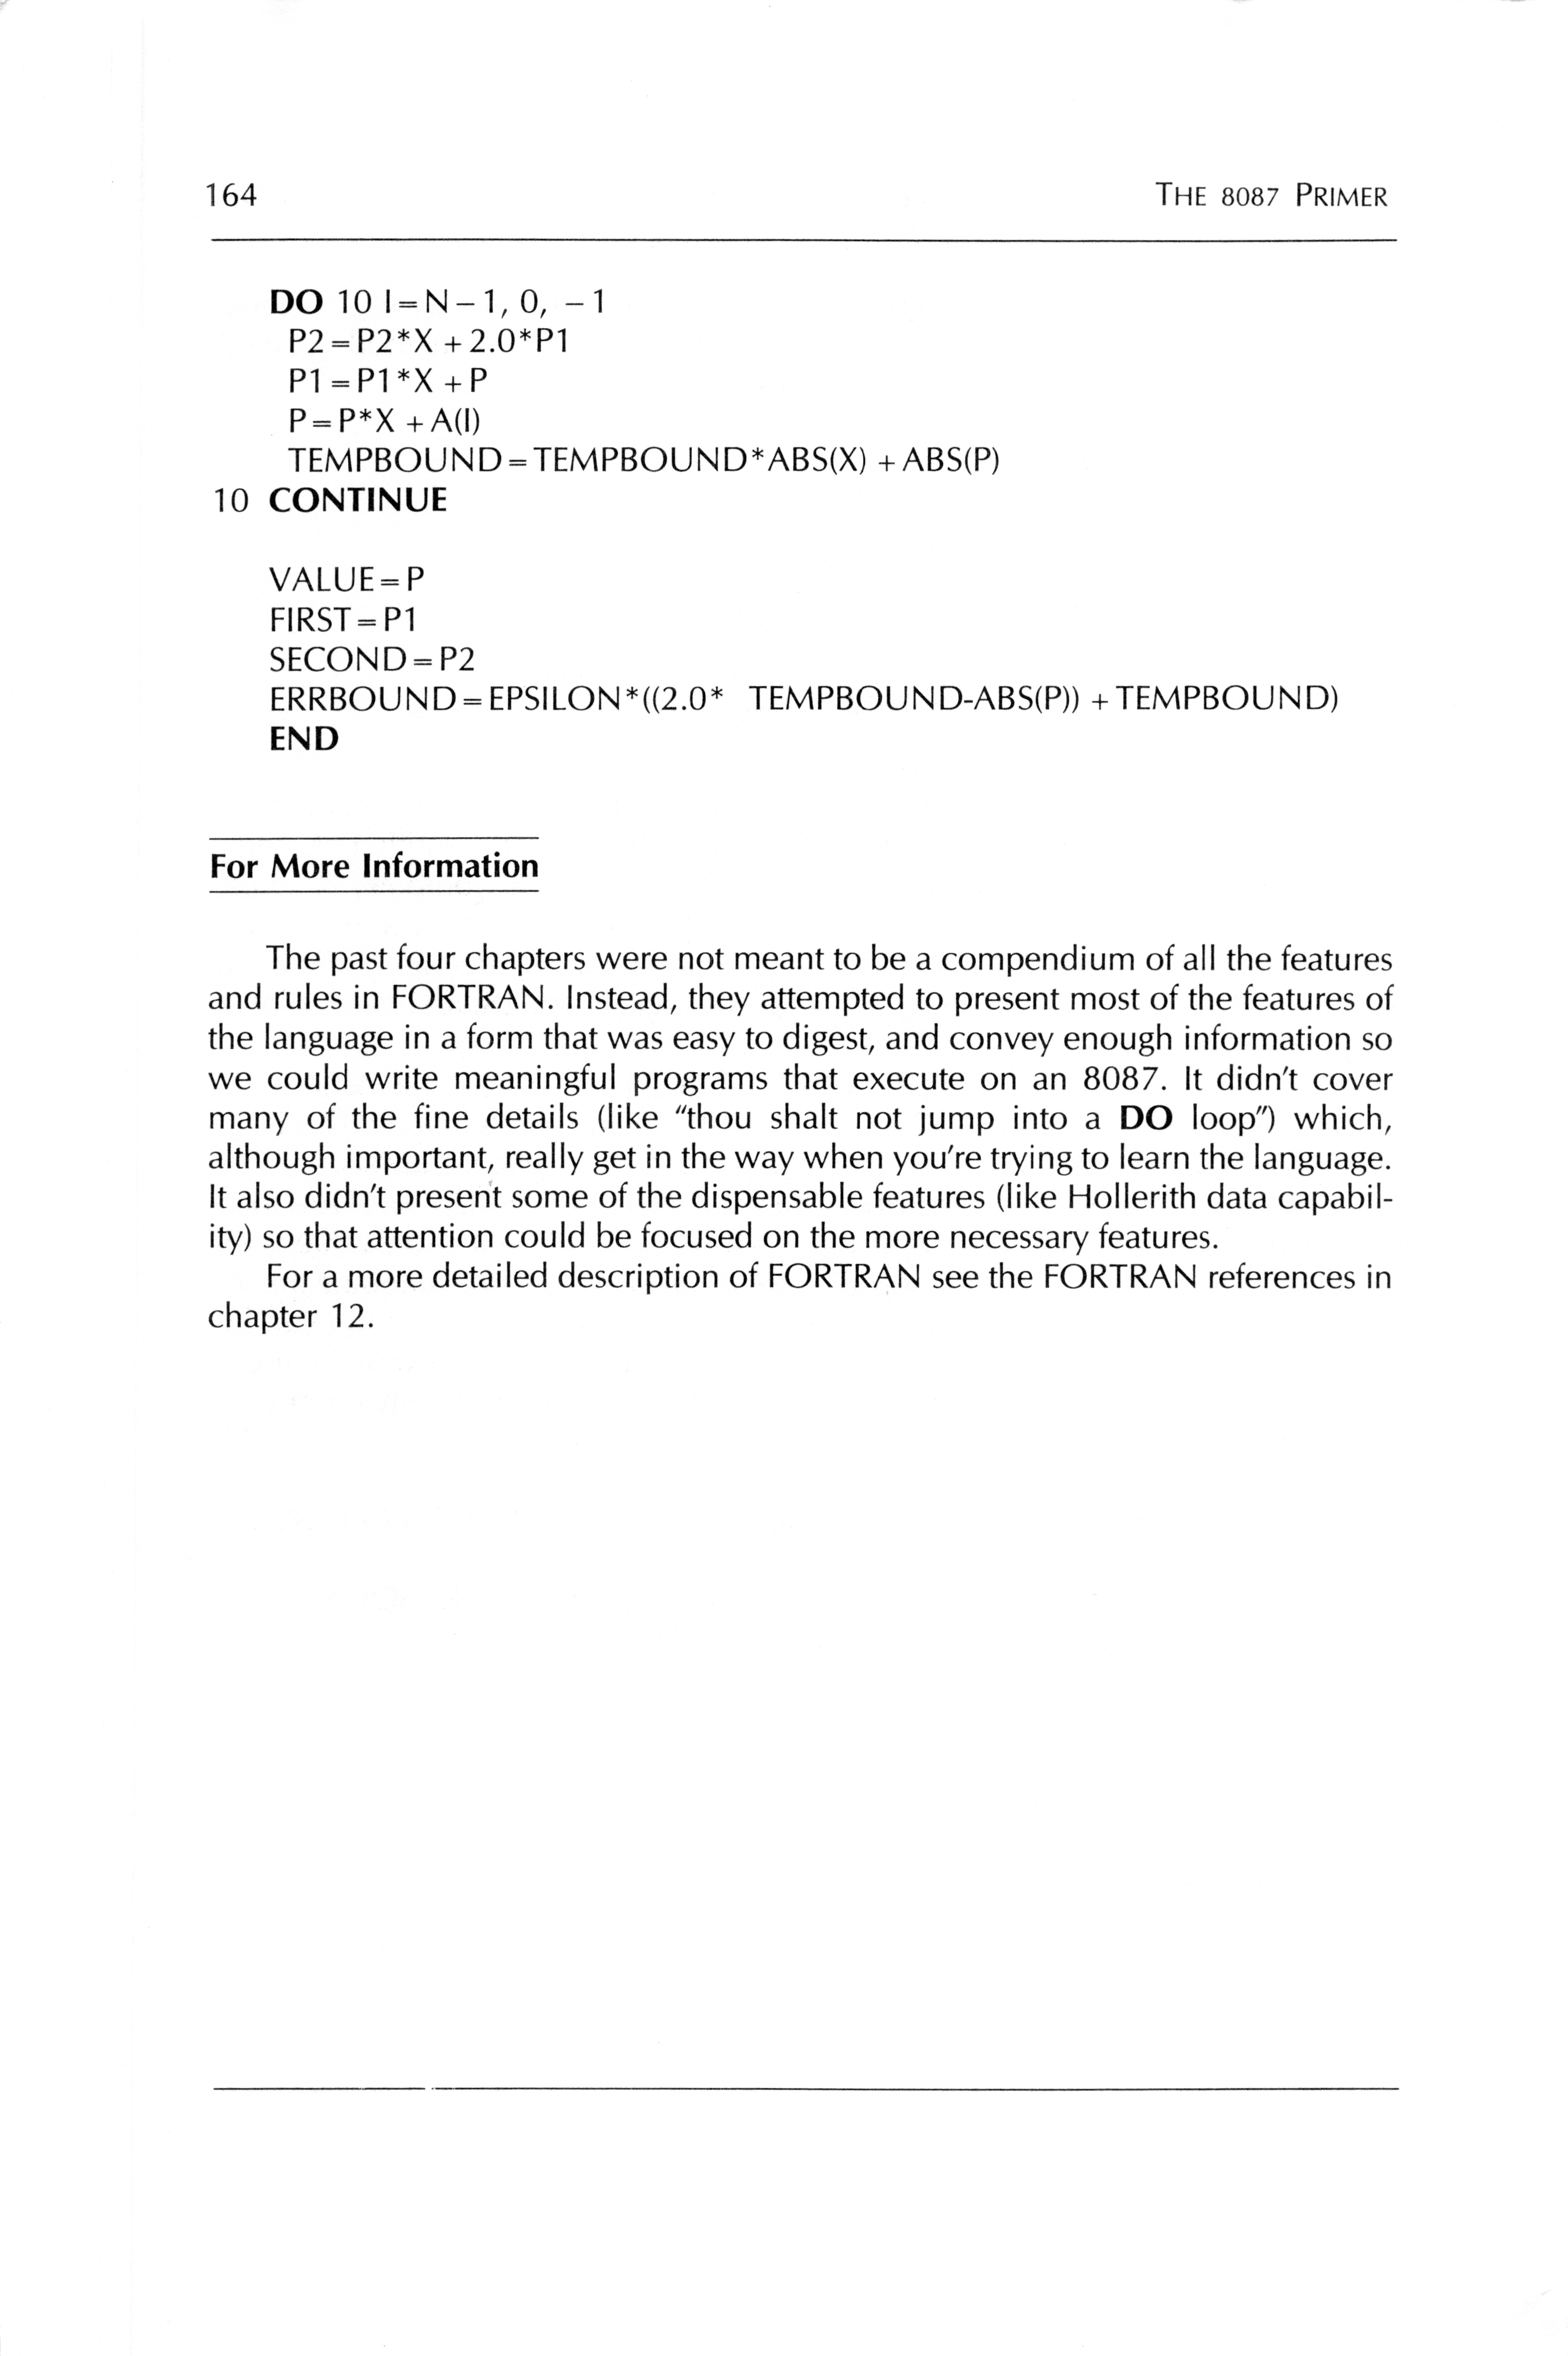 164 THE 8087 PRIMER
DO 10 I=N–1, 0, –1
P2=P2*X +2.0*P1
P1=P1*X +P
P=P*X +A(I)
TEMPBOUND=TEMPBOUND*ABS(X) +ABS(P)
10 CONTINUE
VALUE=P
FIRST=P1
SECOND=P2
ERRBOUND=EPSILON*((2.0* TEMPBOUND-ABS(P)) +TEMPBOUND)
END
For More Information
The past four chapters were not meant to be a compendium of all the features
and rules in FORTRAN. Instead, they attempted to present most of the features of
the language in a form that was easy to digest, and convey enough information so
we could write meaningful programs that execute on an 8087. It didn't cover
many of the fine details (like "thou shalt not jump into a DO loop") which,
although important, really get in the way when you're trying to learn the language.
It also didn't present some of the dispensable features (like Hollerith data capabil-
ity) so that attention could be focused on the more necessary features.
For a more detailed description of FORTRAN see the FORTRAN references in
chapter 12.